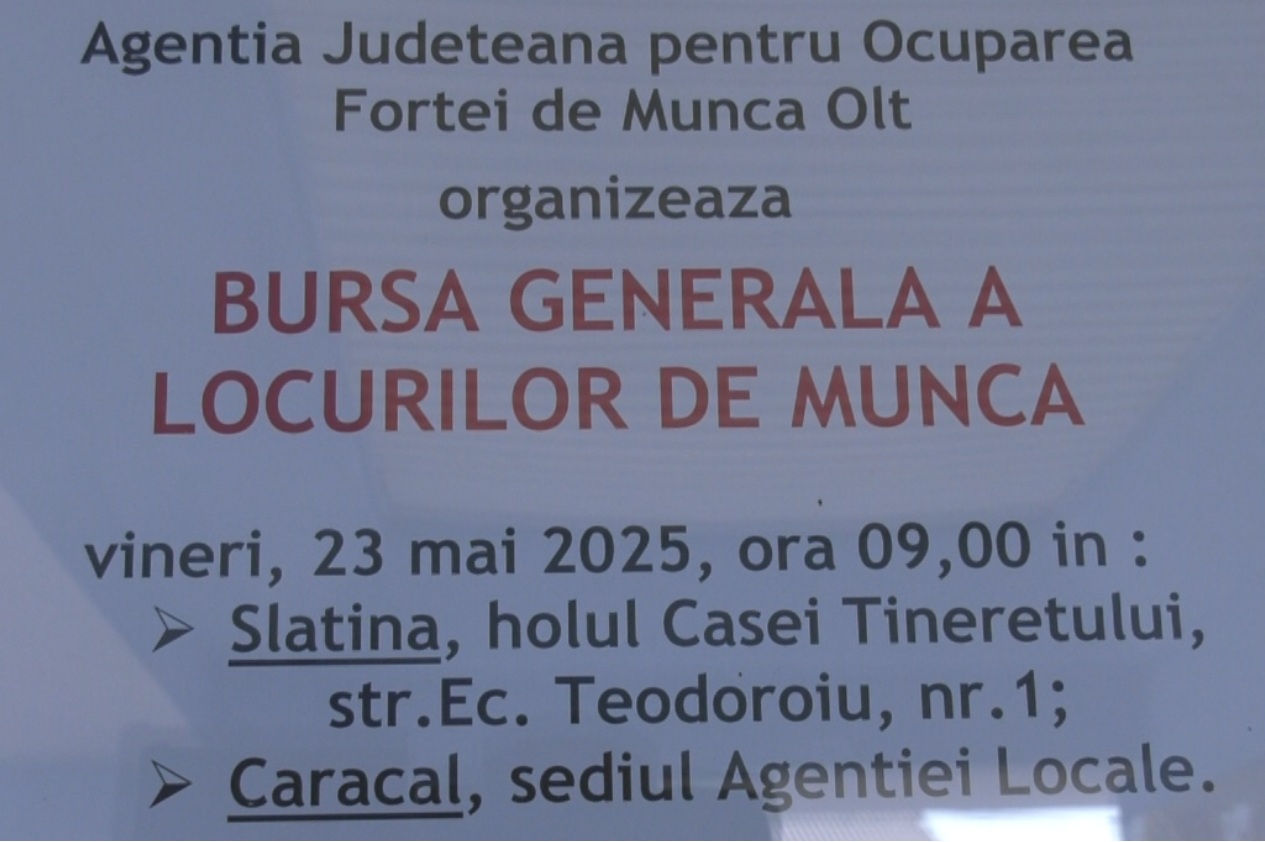 Agentia Judeteana pentru Ocuparea
Fortei de Munca Olt
organizeaza
BURSA GENERALA A
LOCURILOR DE MUNCA
vineri, 23 mai 2025, ora 09,00 in :
➢ Slatina, holul Casei Tineretului,
str.Ec. Teodoroiu, nr.1;
➢ Caracal, sediul Agentiei Locale.